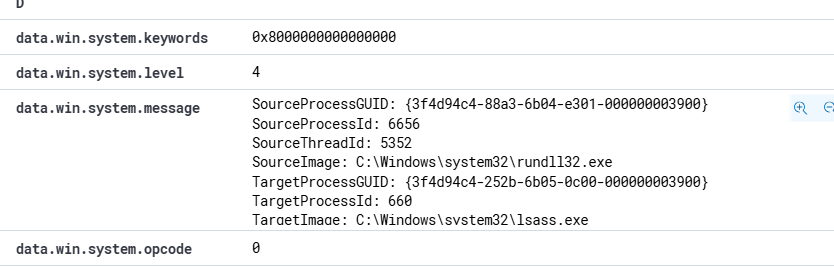 D
data.win.system.keywords 0x8000000000000000
data.win.system.level 4
data.win.system.message SourceProcessGUID: {3f4d94c4-88a3-6b04-e301-000000003900}
SourceProcessId: 6656
SourceThreadId: 5352
SourceImage: C:\Windows\system32\rundll32.exe
TargetProcessGUID: {3f4d94c4-252b-6b05-0c00-000000003900}
TargetProcessId: 660
TargetImage: C:\Windows\system32\lsass.exe
data.win.system.opcode 0